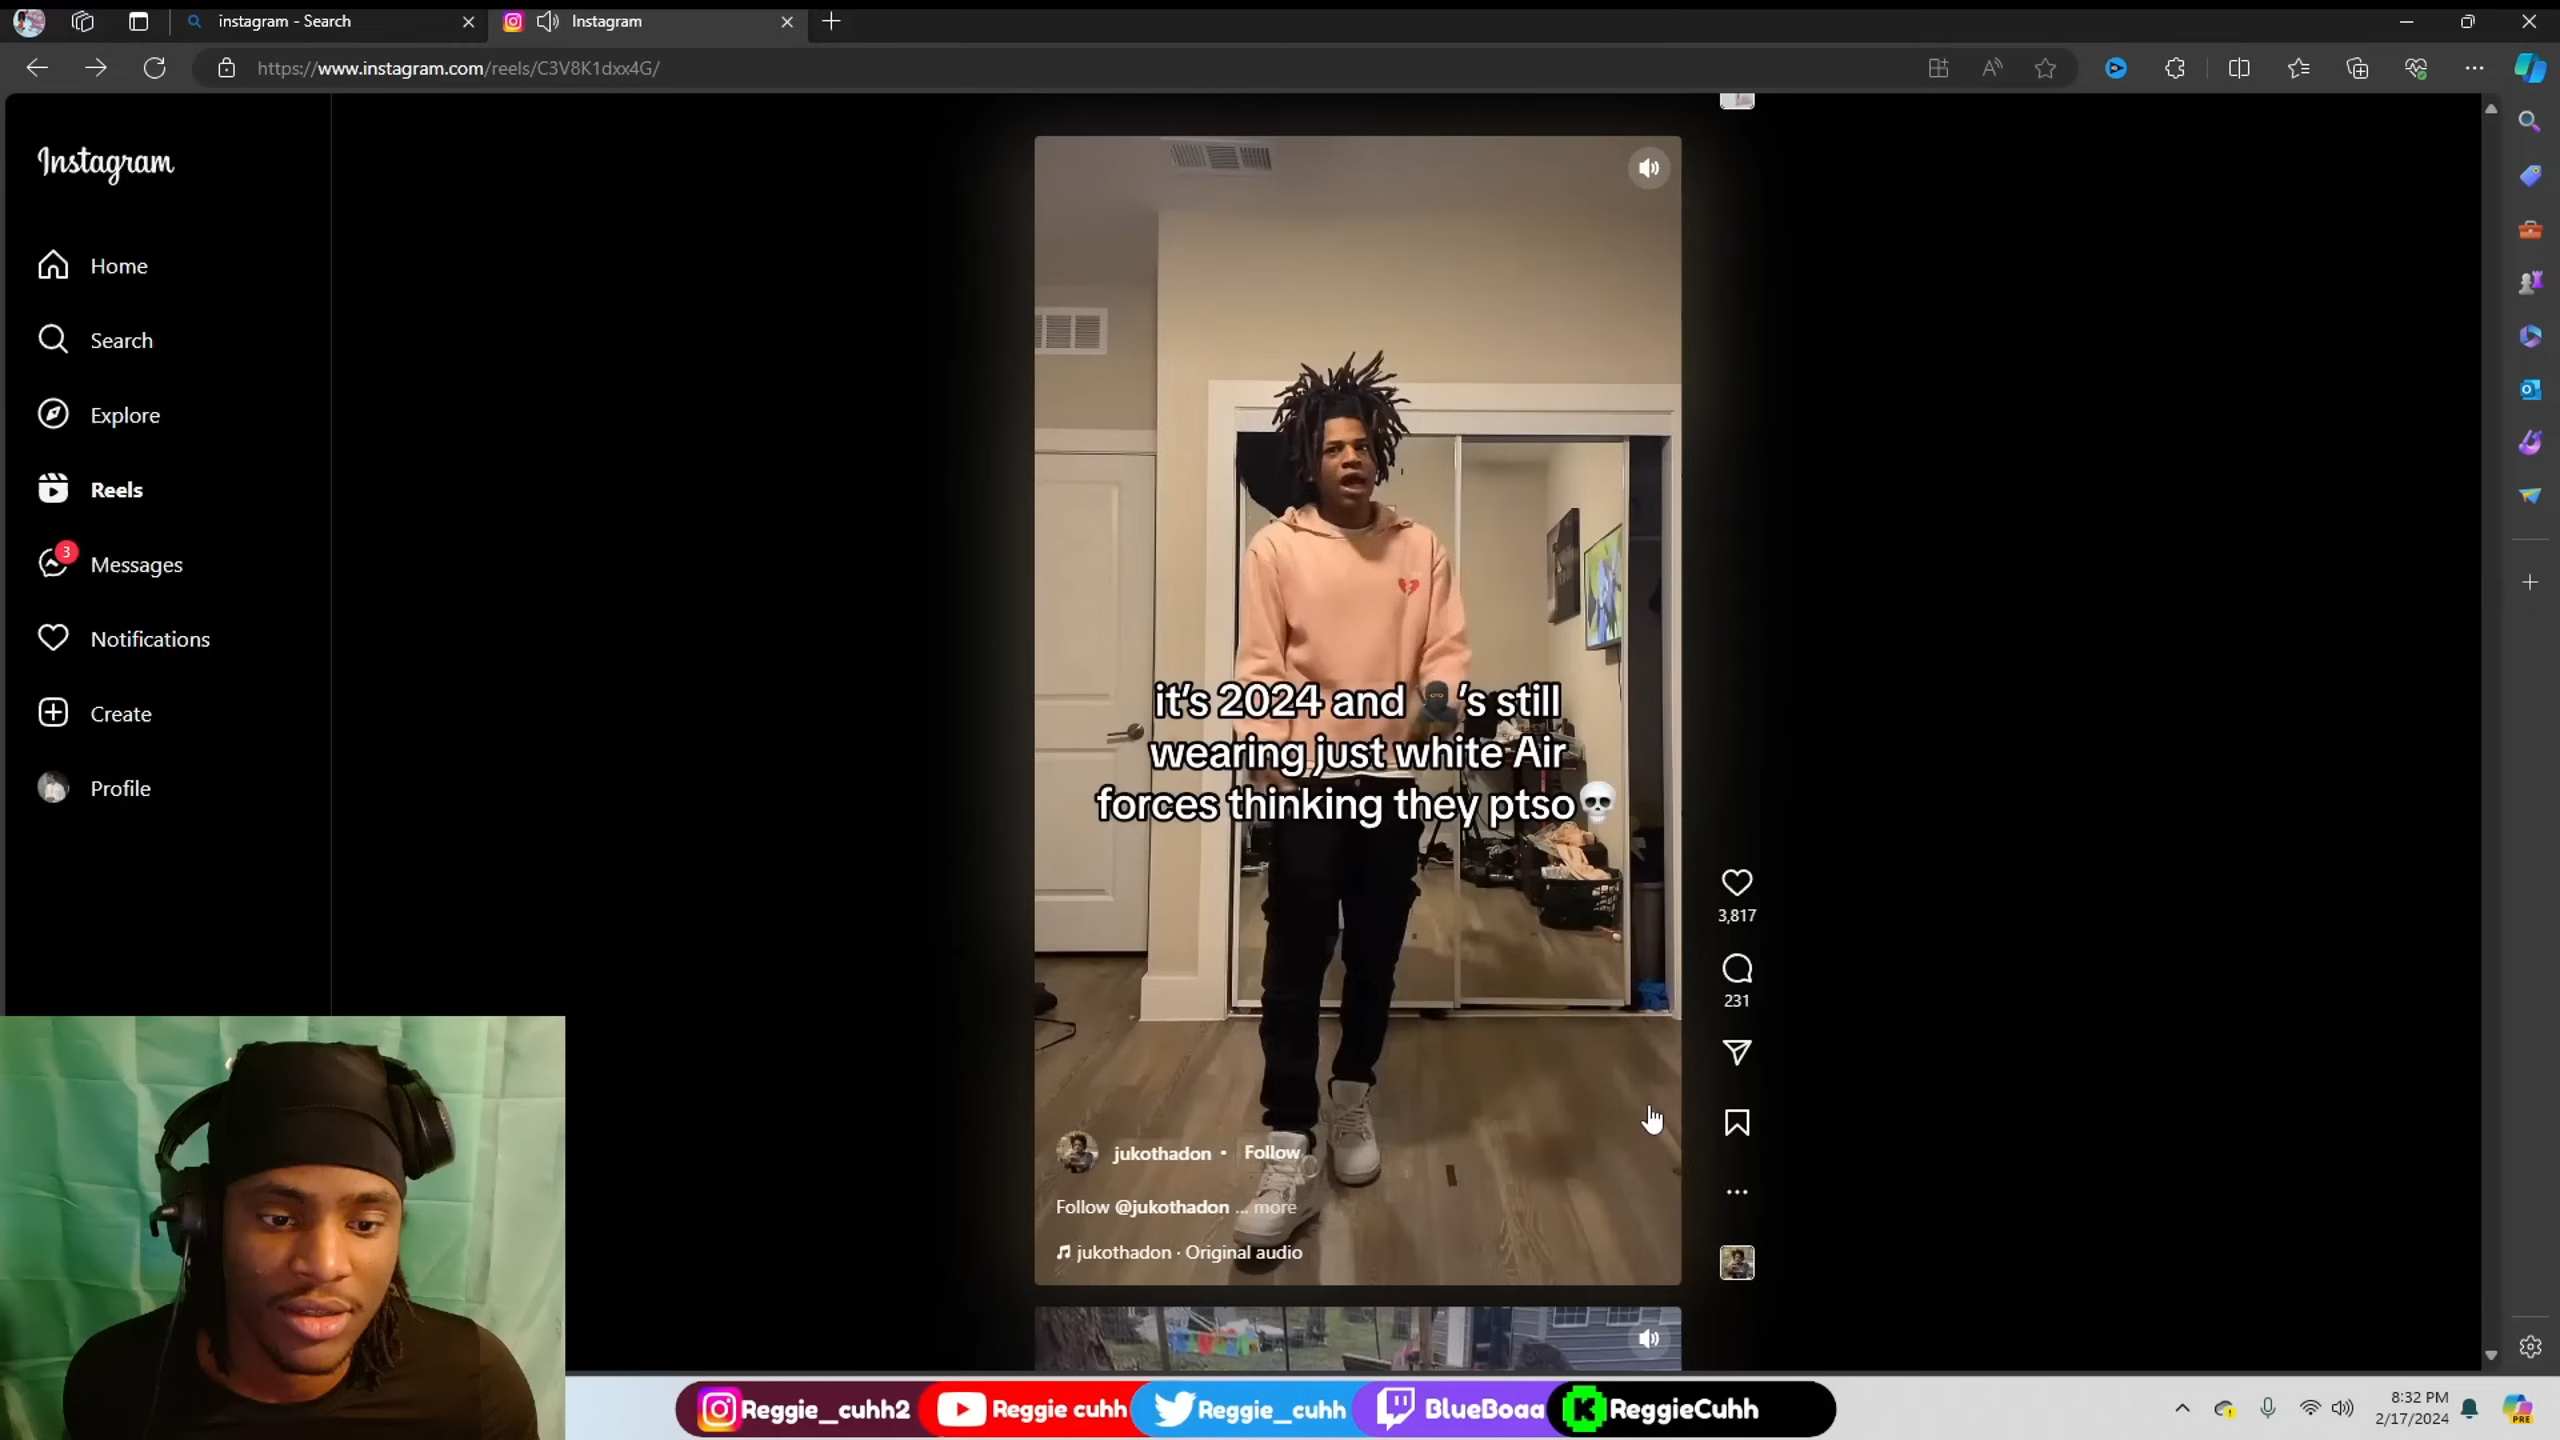 instagram - Search
Instagram
https://www.instagram.com/reels/C3V8K1dxx4G/
Instagram
Home
Search
Explore
Reels
3
Messages
Notifications
Create
Profile
it's 2024 and 🥷🏿's still
wearing just white Air
forces thinking they ptso💀
3,817
231
jukothadon • Follow
Follow @jukothadon ... more
jukothadon · Original audio
Reggie_cuhh2
Reggie cuhh
Reggie_cuhh
BlueBoaa
ReggieCuhh
8:32 PM
2/17/2024
PRE